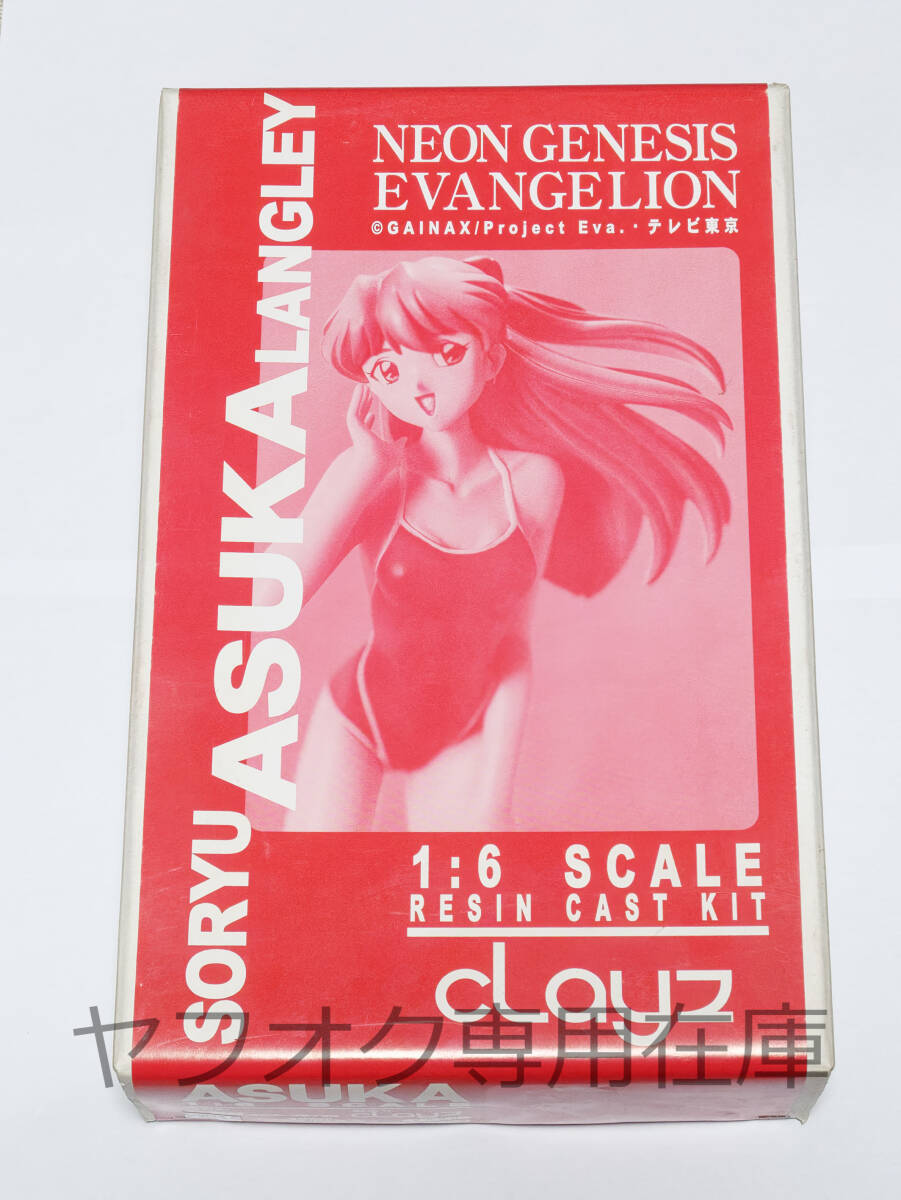 NEON GENESIS
EVANGELION
©GAINAX/Project Eva.・テレビ東京
SORYU ASUKA LANGLEY
1:6 SCALE
RESIN CAST KIT
cLayz
ヤフオク専用在庫
ASUKA